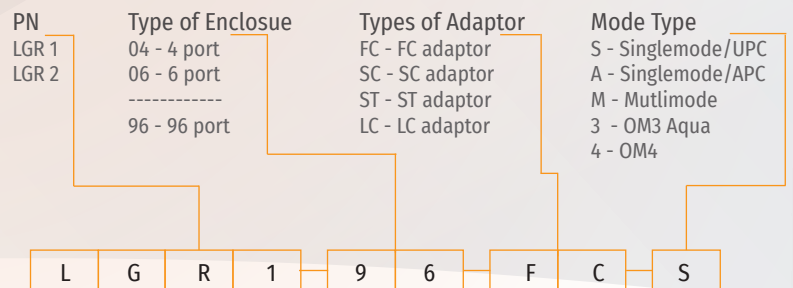 PN
LGR 1
LGR 2
Type of Enclosue
04 - 4 port
06 - 6 port
------------
96 - 96 port
Types of Adaptor
FC - FC adaptor
SC - SC adaptor
ST - ST adaptor
LC - LC adaptor
Mode Type
S - Singlemode/UPC
A - Singlemode/APC
M - Mutlimode
3 - OM3 Aqua
4 - OM4
L G R 1 9 6 F C S